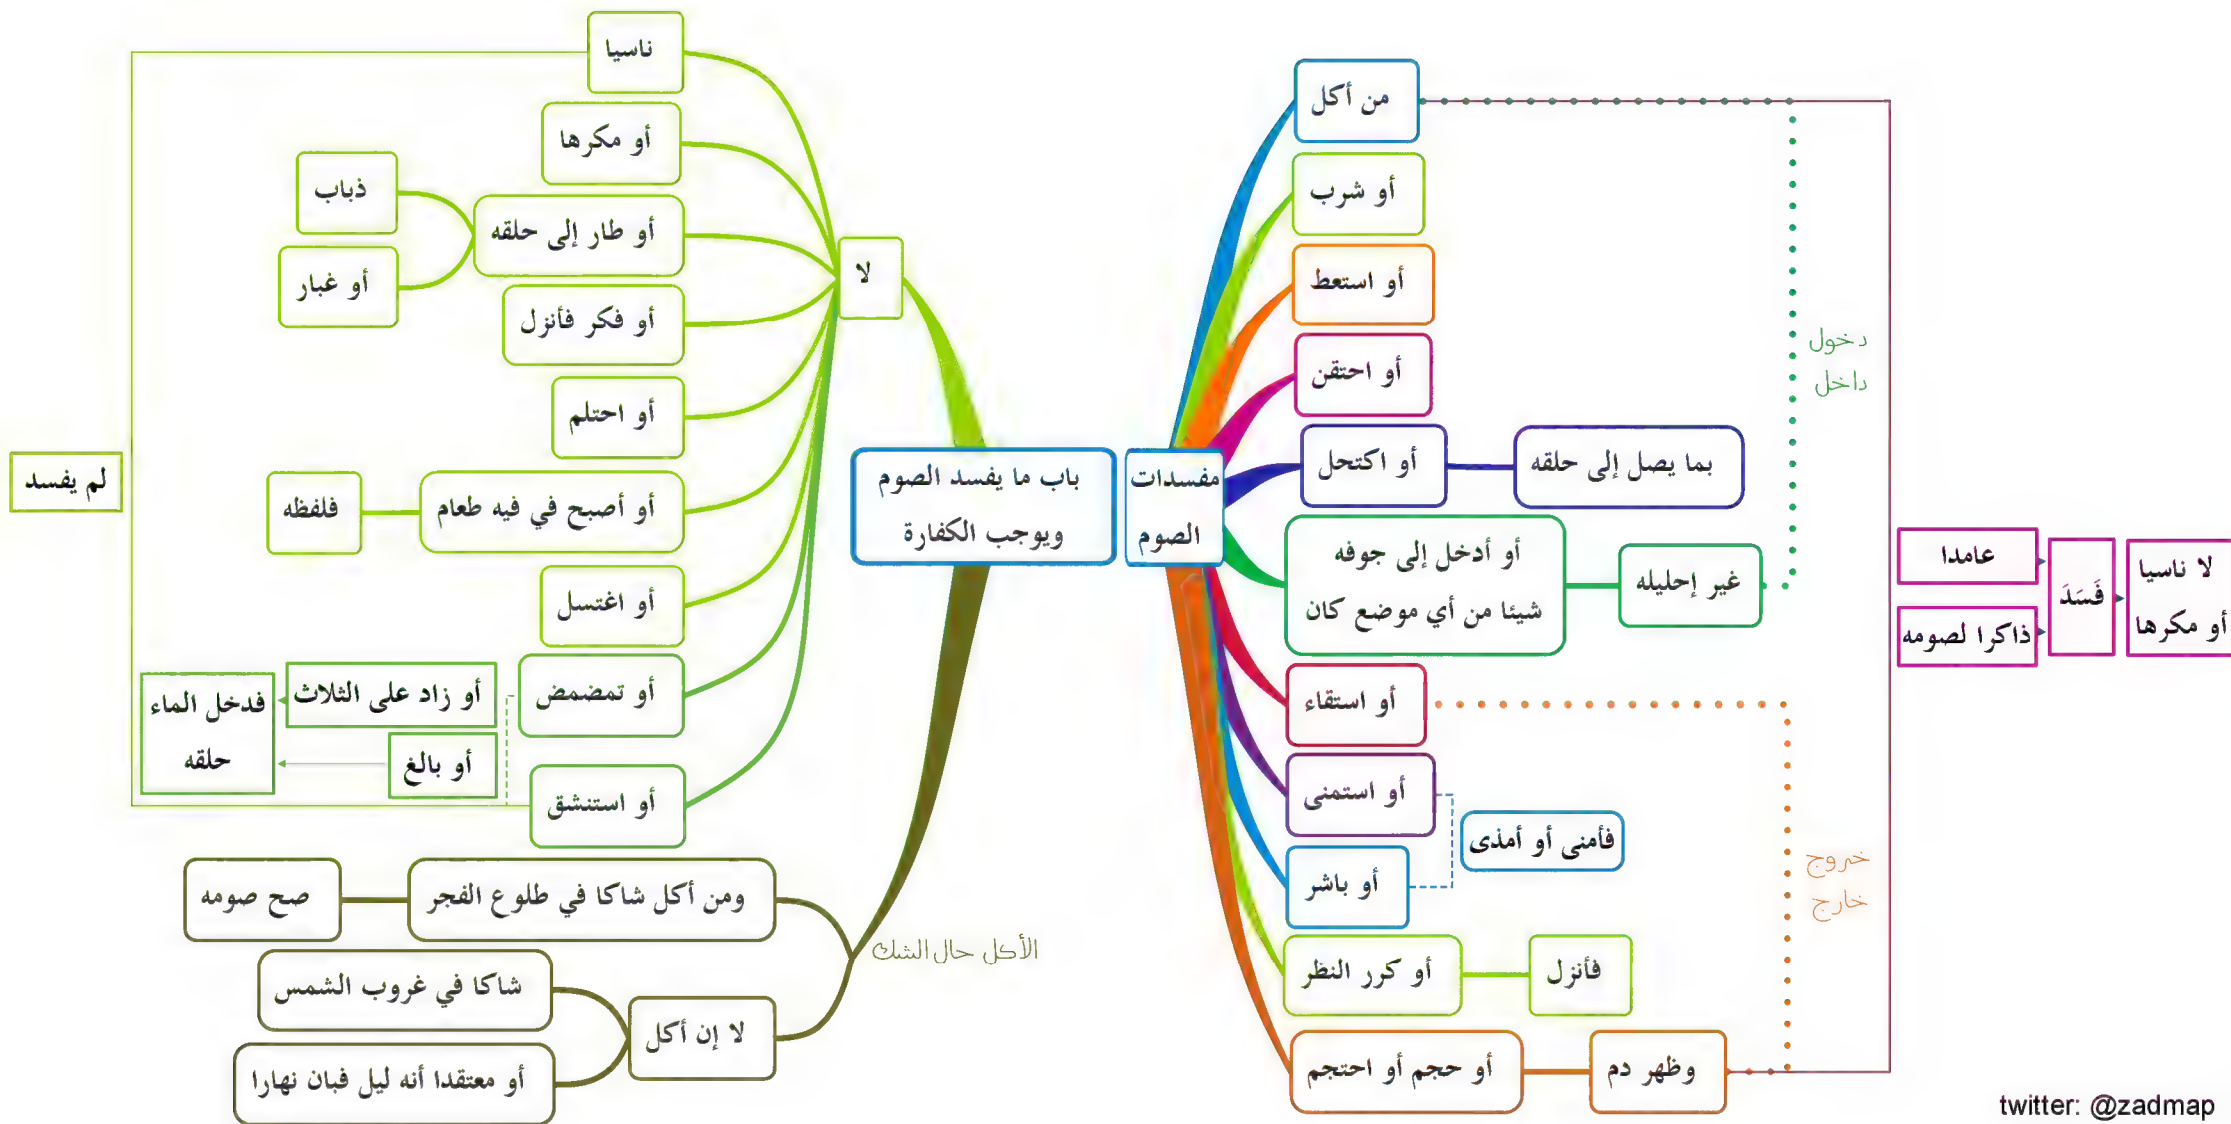 باب ما يفسد الصوم
ويوجب الكفارة
مفسدات
الصوم
من أكل
أو شرب
أو استعط
أو احتقن
أو اكتحل
بما يصل إلى حلقه
أو أدخل إلى جوفه
شيئا من أي موضع كان
غير إحليله
دخول
داخل
أو استقاء
أو استمنى
أو باشر
فأمنى أو أمذى
أو كرر النظر
فأنزل
أو حجم أو احتجم
وظهر دم
خروج
خارج
عامدا
ذاكرا لصومه
فَسَدَ
لا ناسيا
أو مكرها
لا
ناسيا
أو مكرها
أو طار إلى حلقه
ذباب
أو غبار
أو فكر فأنزل
أو احتلم
أو أصبح في فيه طعام
فلفظه
أو اغتسل
أو تمضمض
أو استنشق
أو زاد على الثلاث
أو بالغ
فدخل الماء
حلقه
لم يفسد
الأكل حال الشك
ومن أكل شاكا في طلوع الفجر
صح صومه
لا إن أكل
شاكا في غروب الشمس
أو معتقدا أنه ليل فبان نهارا
twitter: @zadmap